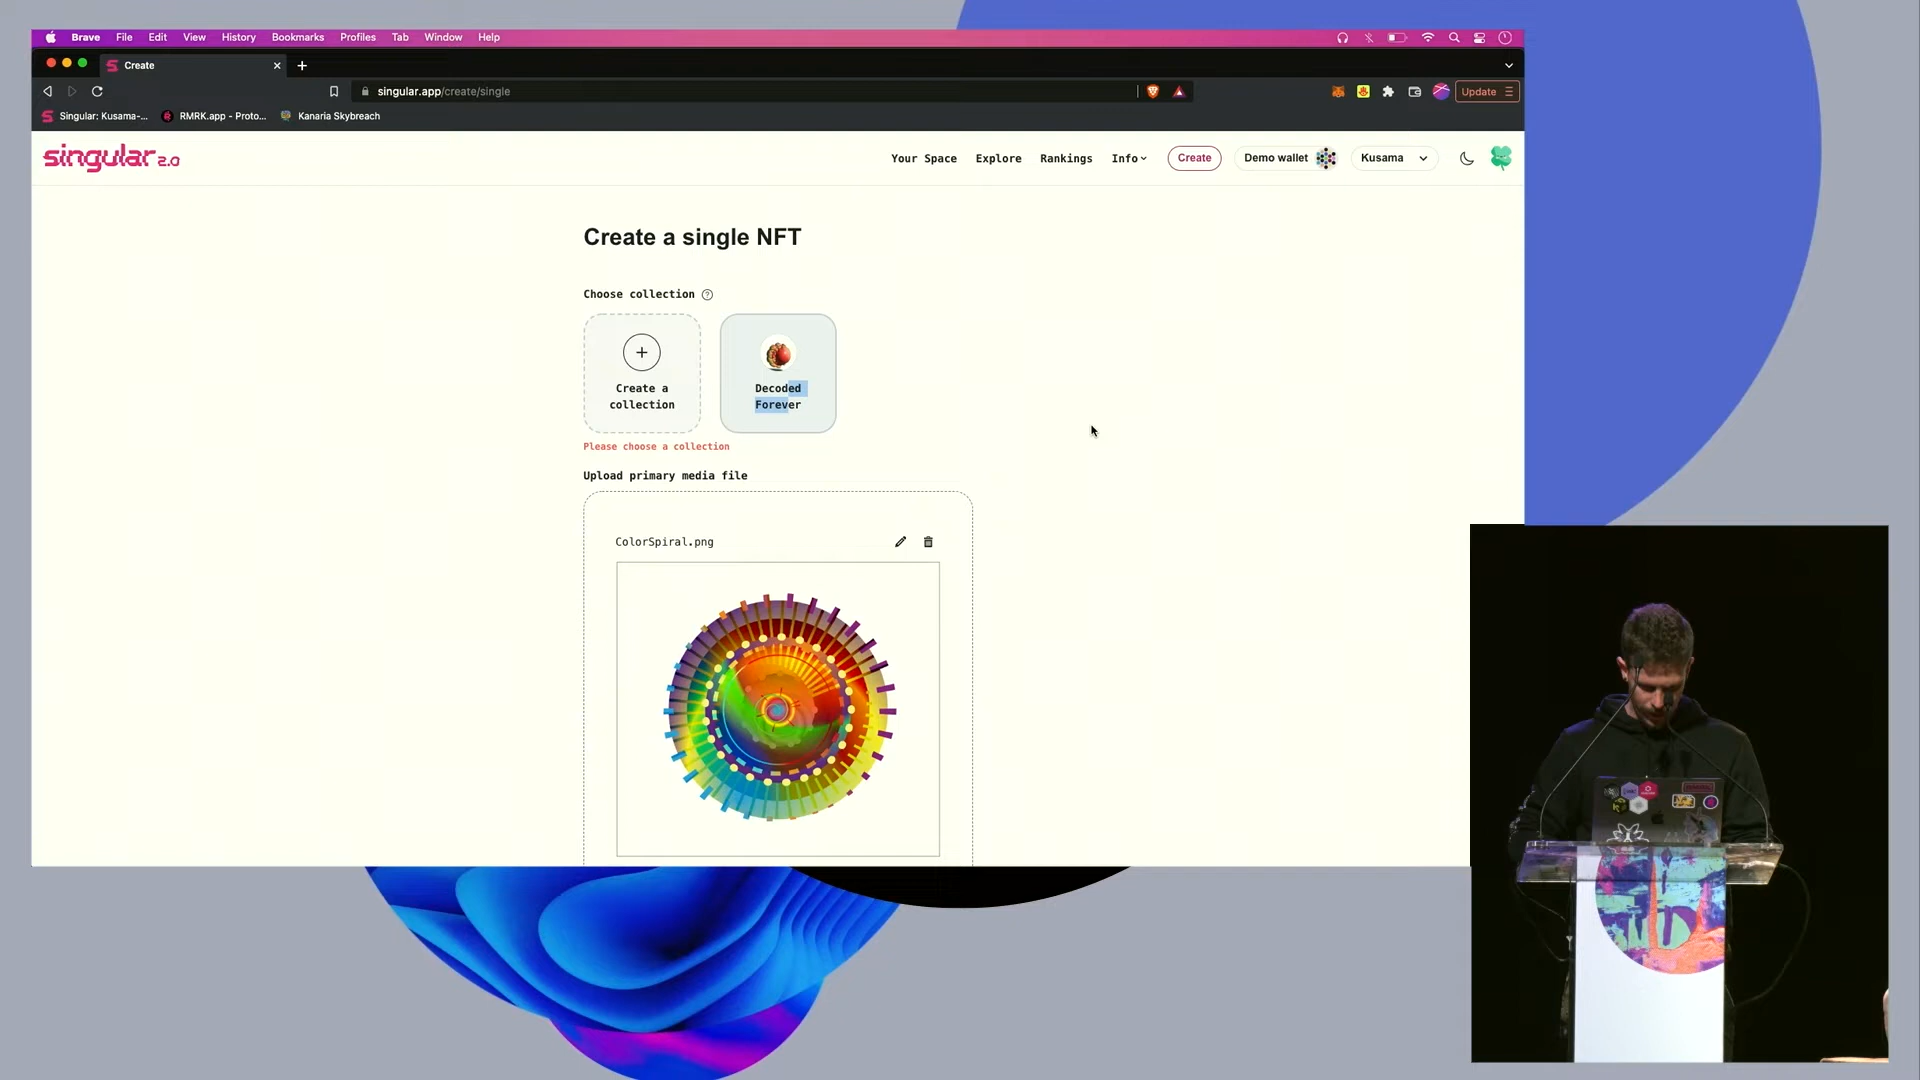 Brave File Edit View History Bookmarks Profiles Tab Window Help
Create
singular.app/create/single
Update
Singular: Kusama-... RMRK.app - Proto... Kanaria Skybreach
singular 2.0
Your Space Explore Rankings Info Create Demo wallet Kusama
Create a single NFT
Choose collection ?
Create a
collection
Decoded
Forever
Please choose a collection
Upload primary media file
ColorSpiral.png